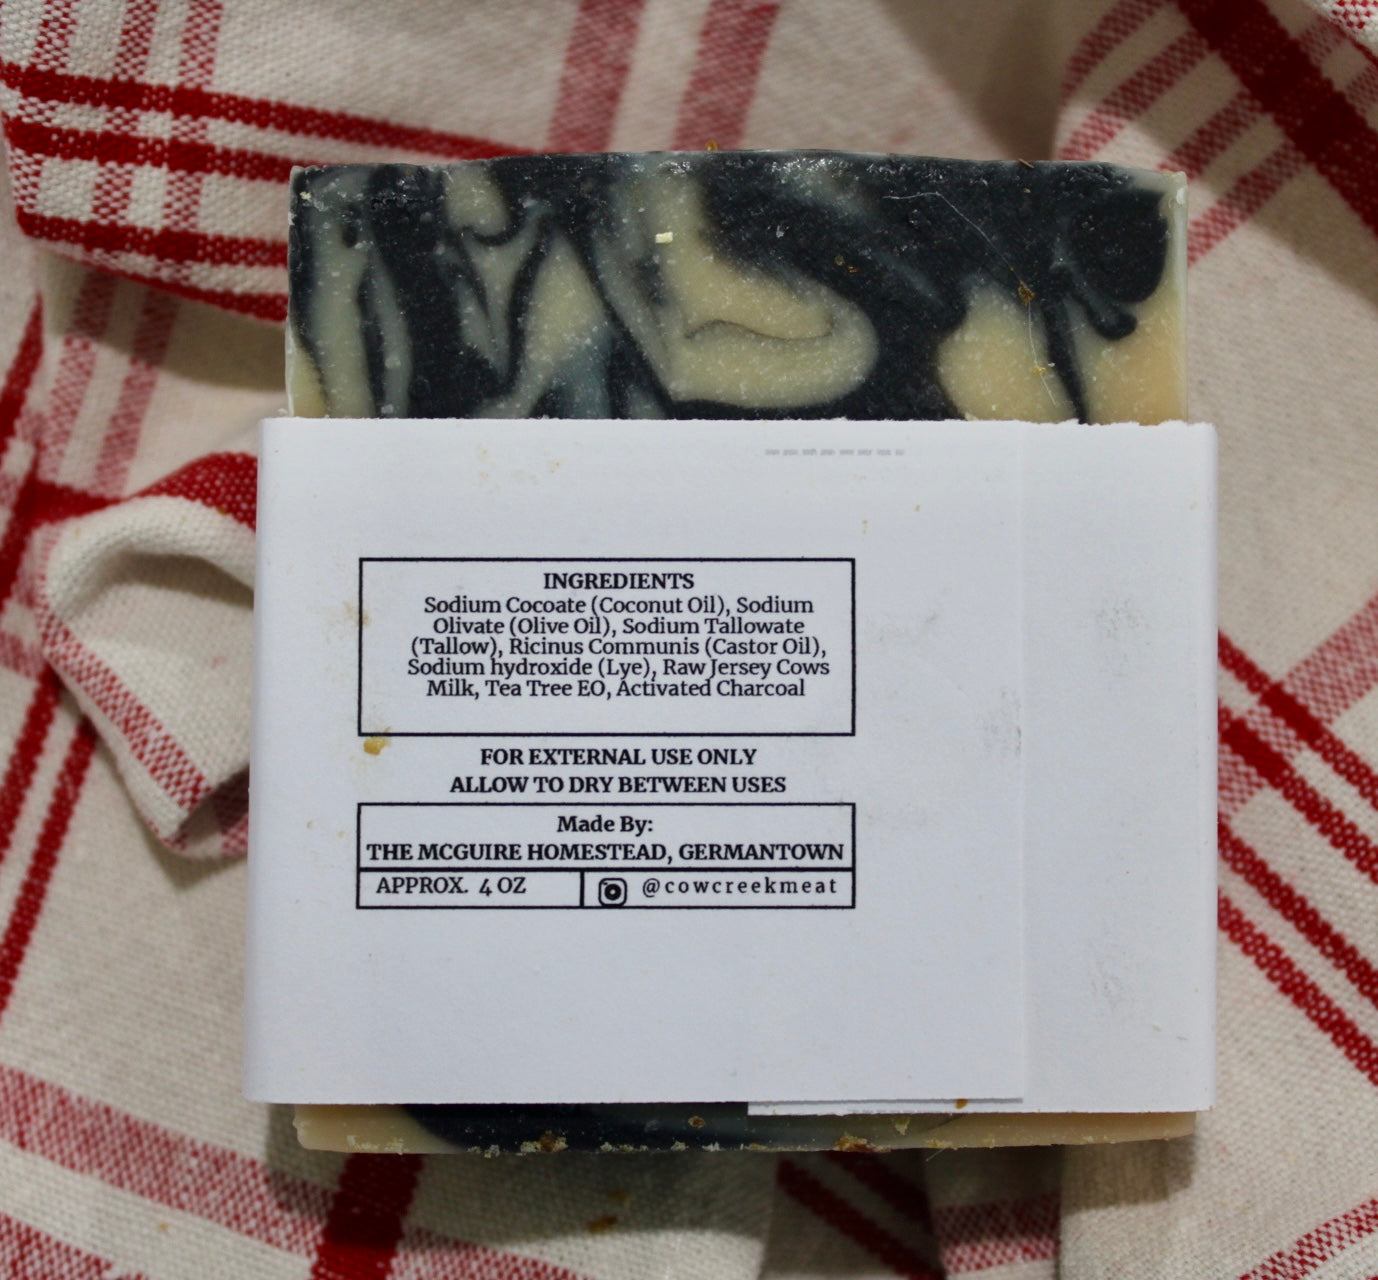 INGREDIENTS
Sodium Cocoate (Coconut Oil), Sodium
Olivate (Olive Oil), Sodium Tallowate
(Tallow), Ricinus Communis (Castor Oil),
Sodium hydroxide (Lye), Raw Jersey Cows
Milk, Tea Tree EO, Activated Charcoal
FOR EXTERNAL USE ONLY
ALLOW TO DRY BETWEEN USES
Made By:
THE MCGUIRE HOMESTEAD, GERMANTOWN
APPROX. 4 OZ
@cowcreekmeat